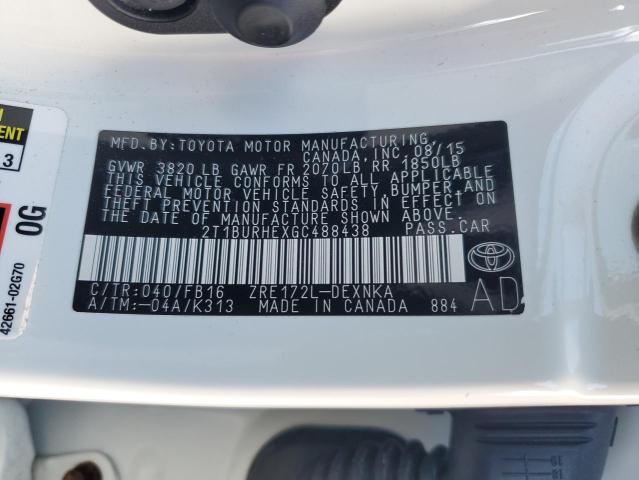 MFD. BY: TOYOTA MOTOR MANUFACTURING
CANADA, INC. 08/15
GVWR 3820 LB GAWR FR 2070LB RR 1850LB
THIS VEHICLE CONFORMS TO ALL APPLICABLE
FEDERAL MOTOR VEHICLE SAFETY, BUMPER, AND
THEFT PREVENTION STANDARDS IN EFFECT ON
THE DATE OF MANUFACTURE SHOWN ABOVE.
2T1BURHEXGC488438 PASS.CAR
C/TR:040/FB16 ZRE172L-DEXNKA
A/TM:-04A/K313 MADE IN CANADA 884
AD
3
OG
42661-02G70